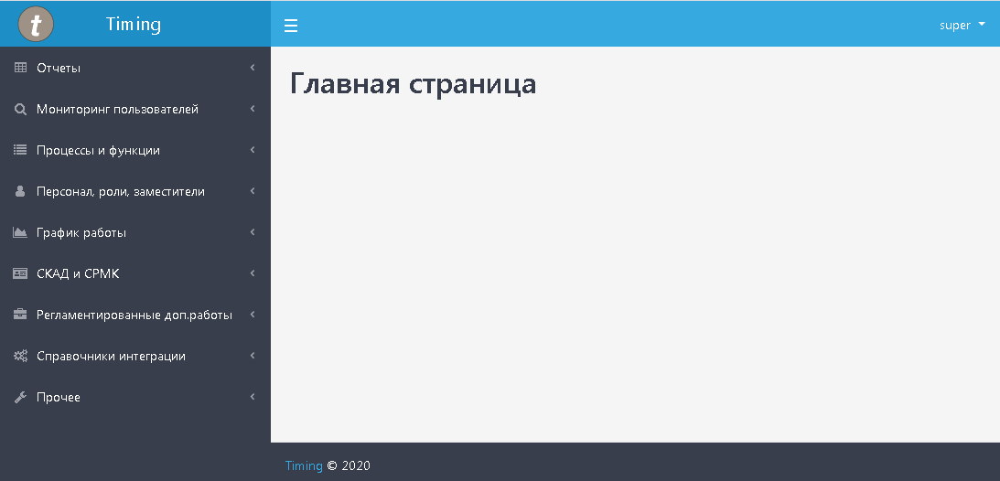 t
Timing
super
Отчеты
Мониторинг пользователей
Процессы и функции
Персонал, роли, заместители
График работы
СКАД и СРМК
Регламентированные доп.работы
Справочники интеграции
Прочее
Главная страница
Timing © 2020